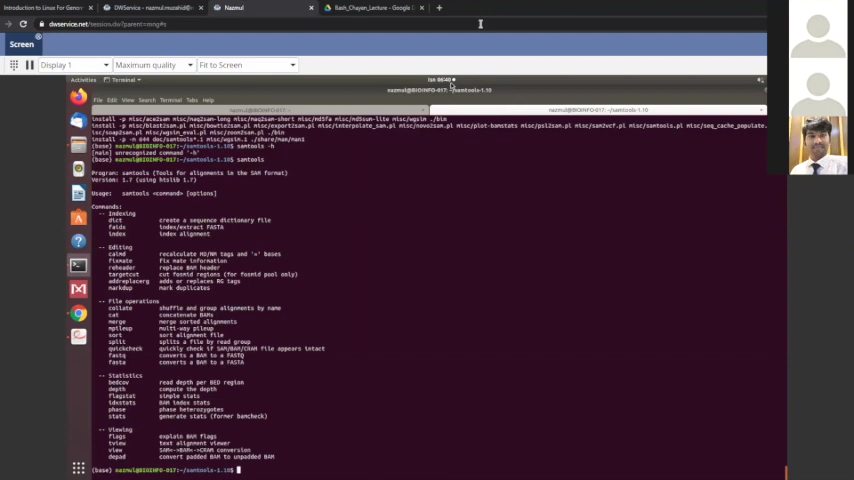 Introduction to Linux For Geno
DWService - nazmul.muzahid@
Nazmul
Bash_Chayen_Lecture - Google D
dwservice.net/session.dw?parent=mng#s
Screen
Display 1
Maximum quality
Fit to Screen
Activities
Terminal
06:40
nazmul@BIOINFO-017: ~/samtools-1.10
File Edit View Search Terminal Tabs Help
nazmul@BIOINFO-017: ~
nazmul@BIOINFO-017: ~/samtools-1.10
install -p misc/ace2sam misc/maq2sam-long misc/maq2sam-short misc/md5fa misc/md5sum-lite misc/wgsim ./bin
install -p misc/blast2sam.pl misc/bowtie2sam.pl misc/export2sam.pl misc/interpolate_sam.pl misc/novo2sam.pl misc/plot-bamstats misc/psl2sam.pl misc/sam2vcf.pl misc/samtools.pl misc/seq_cache_populate.
pl misc/soap2sam.pl misc/wgsim_eval.pl misc/zoom2sam.pl ./bin
install -p -m 644 doc/samtools*.1 misc/wgsim.1 ./share/man/man1
(base) nazmul@BIOINFO-017:~/samtools-1.10$ samtools -h
[main] unrecognized command '-h'
(base) nazmul@BIOINFO-017:~/samtools-1.10$ samtools
Program: samtools (Tools for alignments in the SAM format)
Version: 1.7 (using htslib 1.7)
Usage: samtools <command> [options]
Commands:
-- Indexing
dict create a sequence dictionary file
faidx index/extract FASTA
index index alignment
-- Editing
calmd recalculate MD/NM tags and '=' bases
fixmate fix mate information
reheader replace BAM header
targetcut cut fosmid regions (for fosmid pool only)
addreplacerg adds or replaces RG tags
markdup mark duplicates
-- File operations
collate shuffle and group alignments by name
cat concatenate BAMs
merge merge sorted alignments
mpileup multi-way pileup
sort sort alignment file
split splits a file by read group
quickcheck quickly check if SAM/BAM/CRAM file appears intact
fastq converts a BAM to a FASTQ
fasta converts a BAM to a FASTA
-- Statistics
bedcov read depth per BED region
depth compute the depth
flagstat simple stats
idxstats BAM index stats
phase phase heterozygotes
stats generate stats (former bamcheck)
-- Viewing
flags explain BAM flags
tview text alignment viewer
view SAM<->BAM<->CRAM conversion
depad convert padded BAM to unpadded BAM
(base) nazmul@BIOINFO-017:~/samtools-1.10$